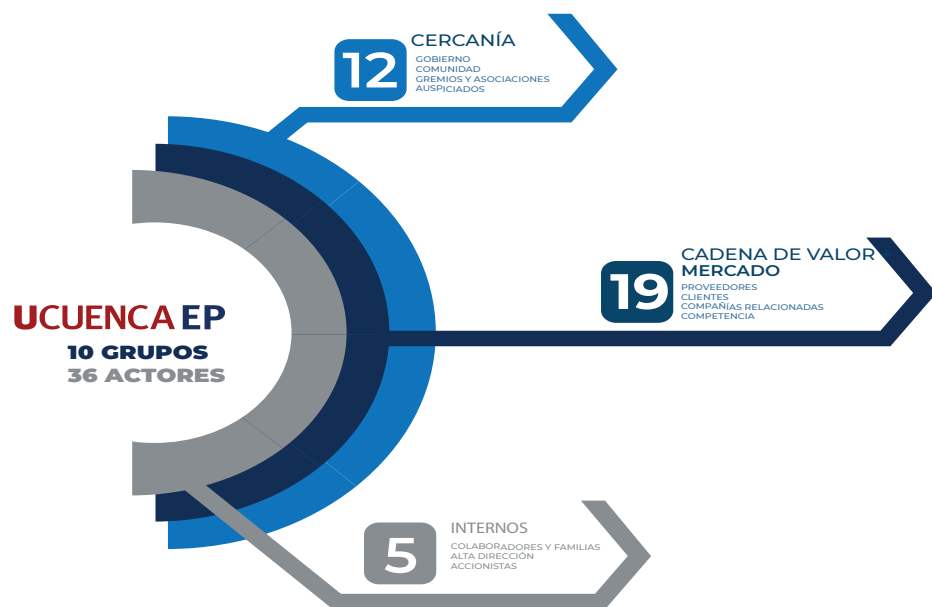 12
CERCANÍA
GOBIERNO
COMUNIDAD
GREMIOS Y ASOCIACIONES
AUSPICIADOS
19
CADENA DE VALOR
MERCADO
PROVEEDORES
CLIENTES
COMPAÑÍAS RELACIONADAS
COMPETENCIA
UCUENCA EP
10 GRUPOS
36 ACTORES
5
INTERNOS
COLABORADORES Y FAMILIAS
ALTA DIRECCIÓN
ACCIONISTAS